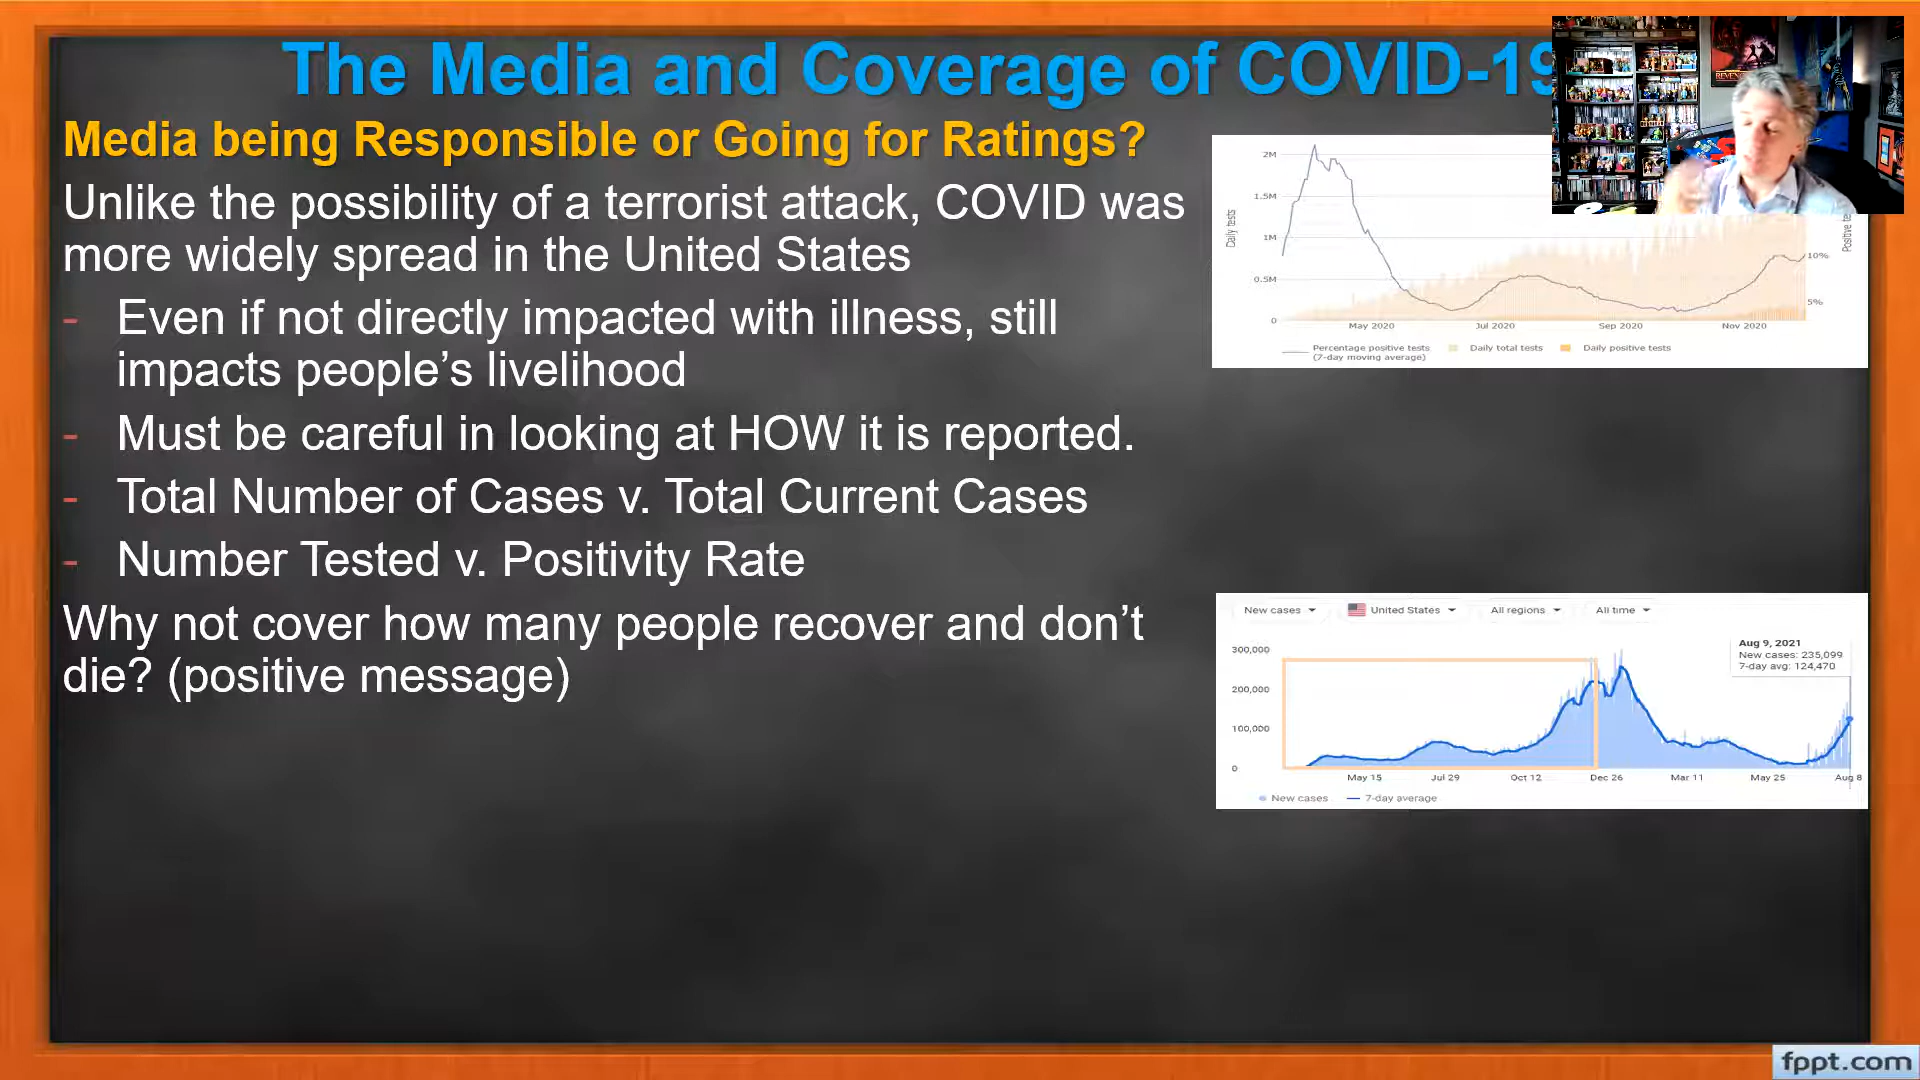 The Media and Coverage of COVID-19
Media being Responsible or Going for Ratings?
Unlike the possibility of a terrorist attack, COVID was
more widely spread in the United States
- Even if not directly impacted with illness, still
impacts people’s livelihood
- Must be careful in looking at HOW it is reported.
- Total Number of Cases v. Total Current Cases
- Number Tested v. Positivity Rate
Why not cover how many people recover and don’t
die? (positive message)
REVENGE
2M
1.5M
1M
0.5M
0
Daily tests
Positive te
10%
5%
May 2020 Jul 2020 Sep 2020 Nov 2020
Percentage positive tests Daily total tests Daily positive tests
(7-day moving average)
New cases United States All regions All time
Aug 9, 2021
New cases: 235,099
7-day avg: 124,470
300,000
200,000
100,000
0
May 15 Jul 29 Oct 12 Dec 26 Mar 11 May 25 Aug 8
New cases 7-day average
fppt.com